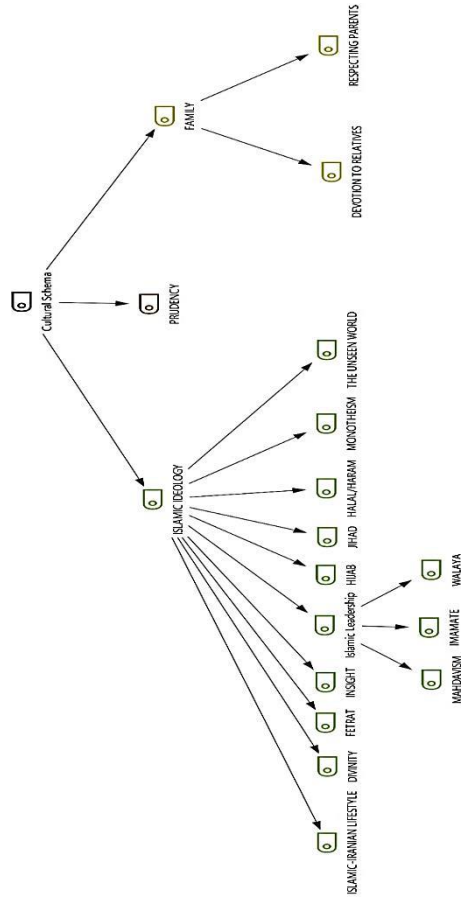 Cultural Schema
ISLAMIC IDEOLOGY
PRUDENCY
FAMILY
ISLAMIC-IRANIAN LIFESTYLE
DIVINITY
FETRAT
INSIGHT
Islamic Leadership
HIJAB
JIHAD
HALAL/HARAM
MONOTHEISM
THE UNSEEN WORLD
DEVOTION TO RELATIVES
RESPECTING PARENTS
MAHDAVISM
IMAMATE
WALAYA